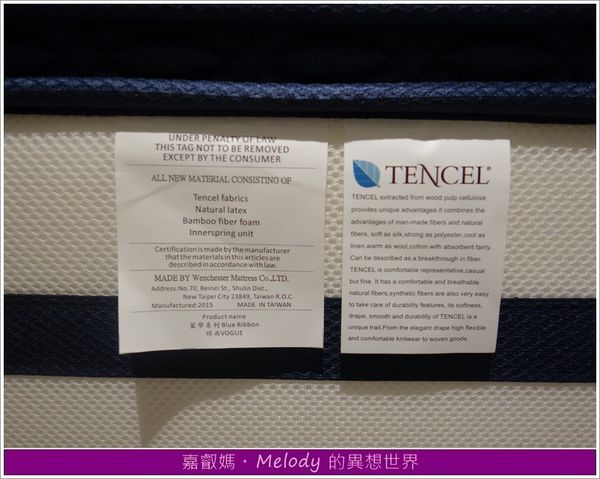 UNDER PENALTY OF LAW
THIS TAG NOT TO BE REMOVED
EXCEPT BY THE CONSUMER
ALL NEW MATERIAL CONSISTING OF
Tencel fabrics
Natural latex
Bamboo fiber foam
Innerspring unit
Certification is made by the manufacturer
that the materials in this articles are
described in accordance with law.
MADE BY Wenchester Mattress Co.,LTD.
Address:No.70, Beinei St., Shulin Dist.,
New Taipei City 23849, Taiwan R.O.C.
Manufactured:2015 MADE IN TAIWAN
Product name
藍帶系列 Blue Ribbon
時尚VOGUE
TENCEL®
TENCEL extracted from wood pulp cellulose
provides unique advantages it combines the
advantages of man-made fibers and natural
fibers, soft as silk,strong as polyester,cool as
linen,warm as wool,cotton with absorbent fairly.
Can be described as a breakthrough in fiber.
TENCEL is comfortable representative,casual
but fine. It has a comfortable and breathable
natural fibers,synthetic fibers are also very easy
to take care of durability features, its softness,
drape, smooth and durability of TENCEL is a
unique trait.From the elegant drape high flexible
and comfortable knitwear to woven goods.
嘉叡媽・Melody 的異想世界